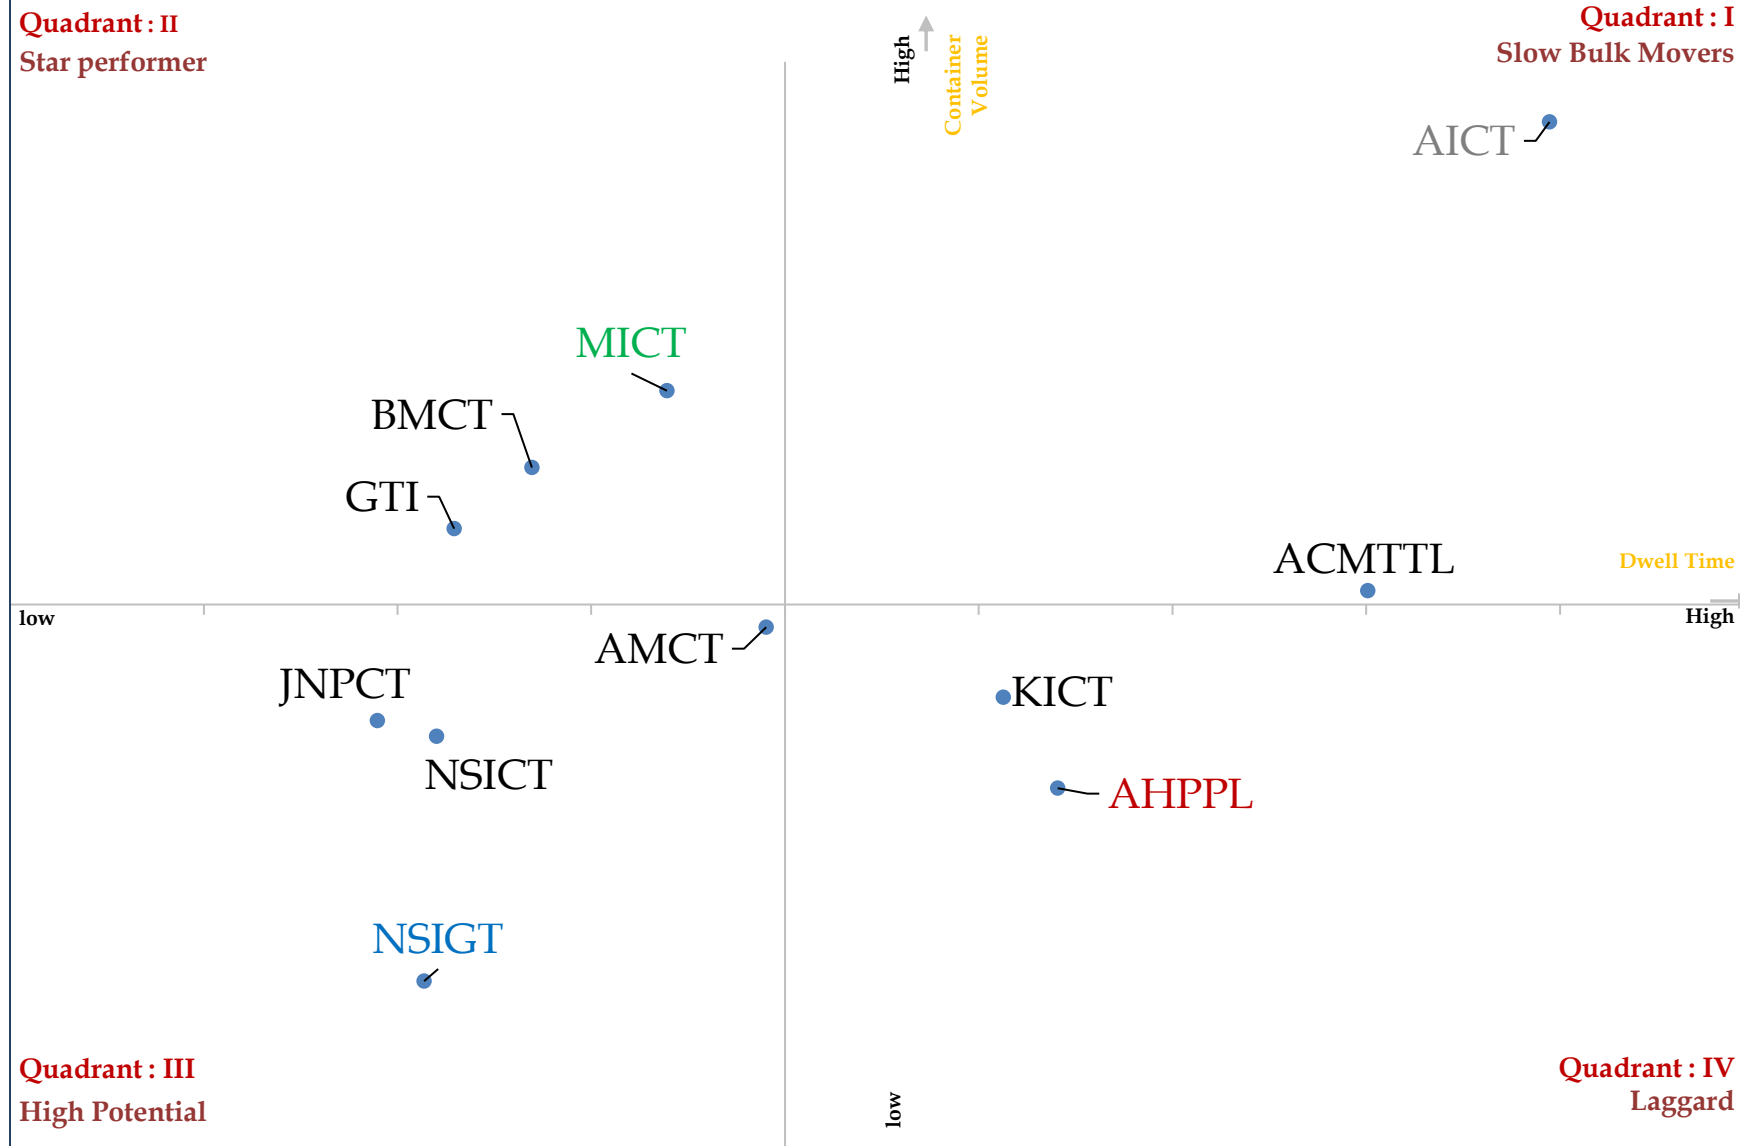 Quadrant : II
Star performer
High
Container
Volume
Quadrant : I
Slow Bulk Movers
AICT
MICT
BMCT
GTI
ACMTTL
Dwell Time
low
High
AMCT
JNPCT
KICT
NSICT
AHPPL
NSIGT
Quadrant : III
High Potential
low
Quadrant : IV
Laggard